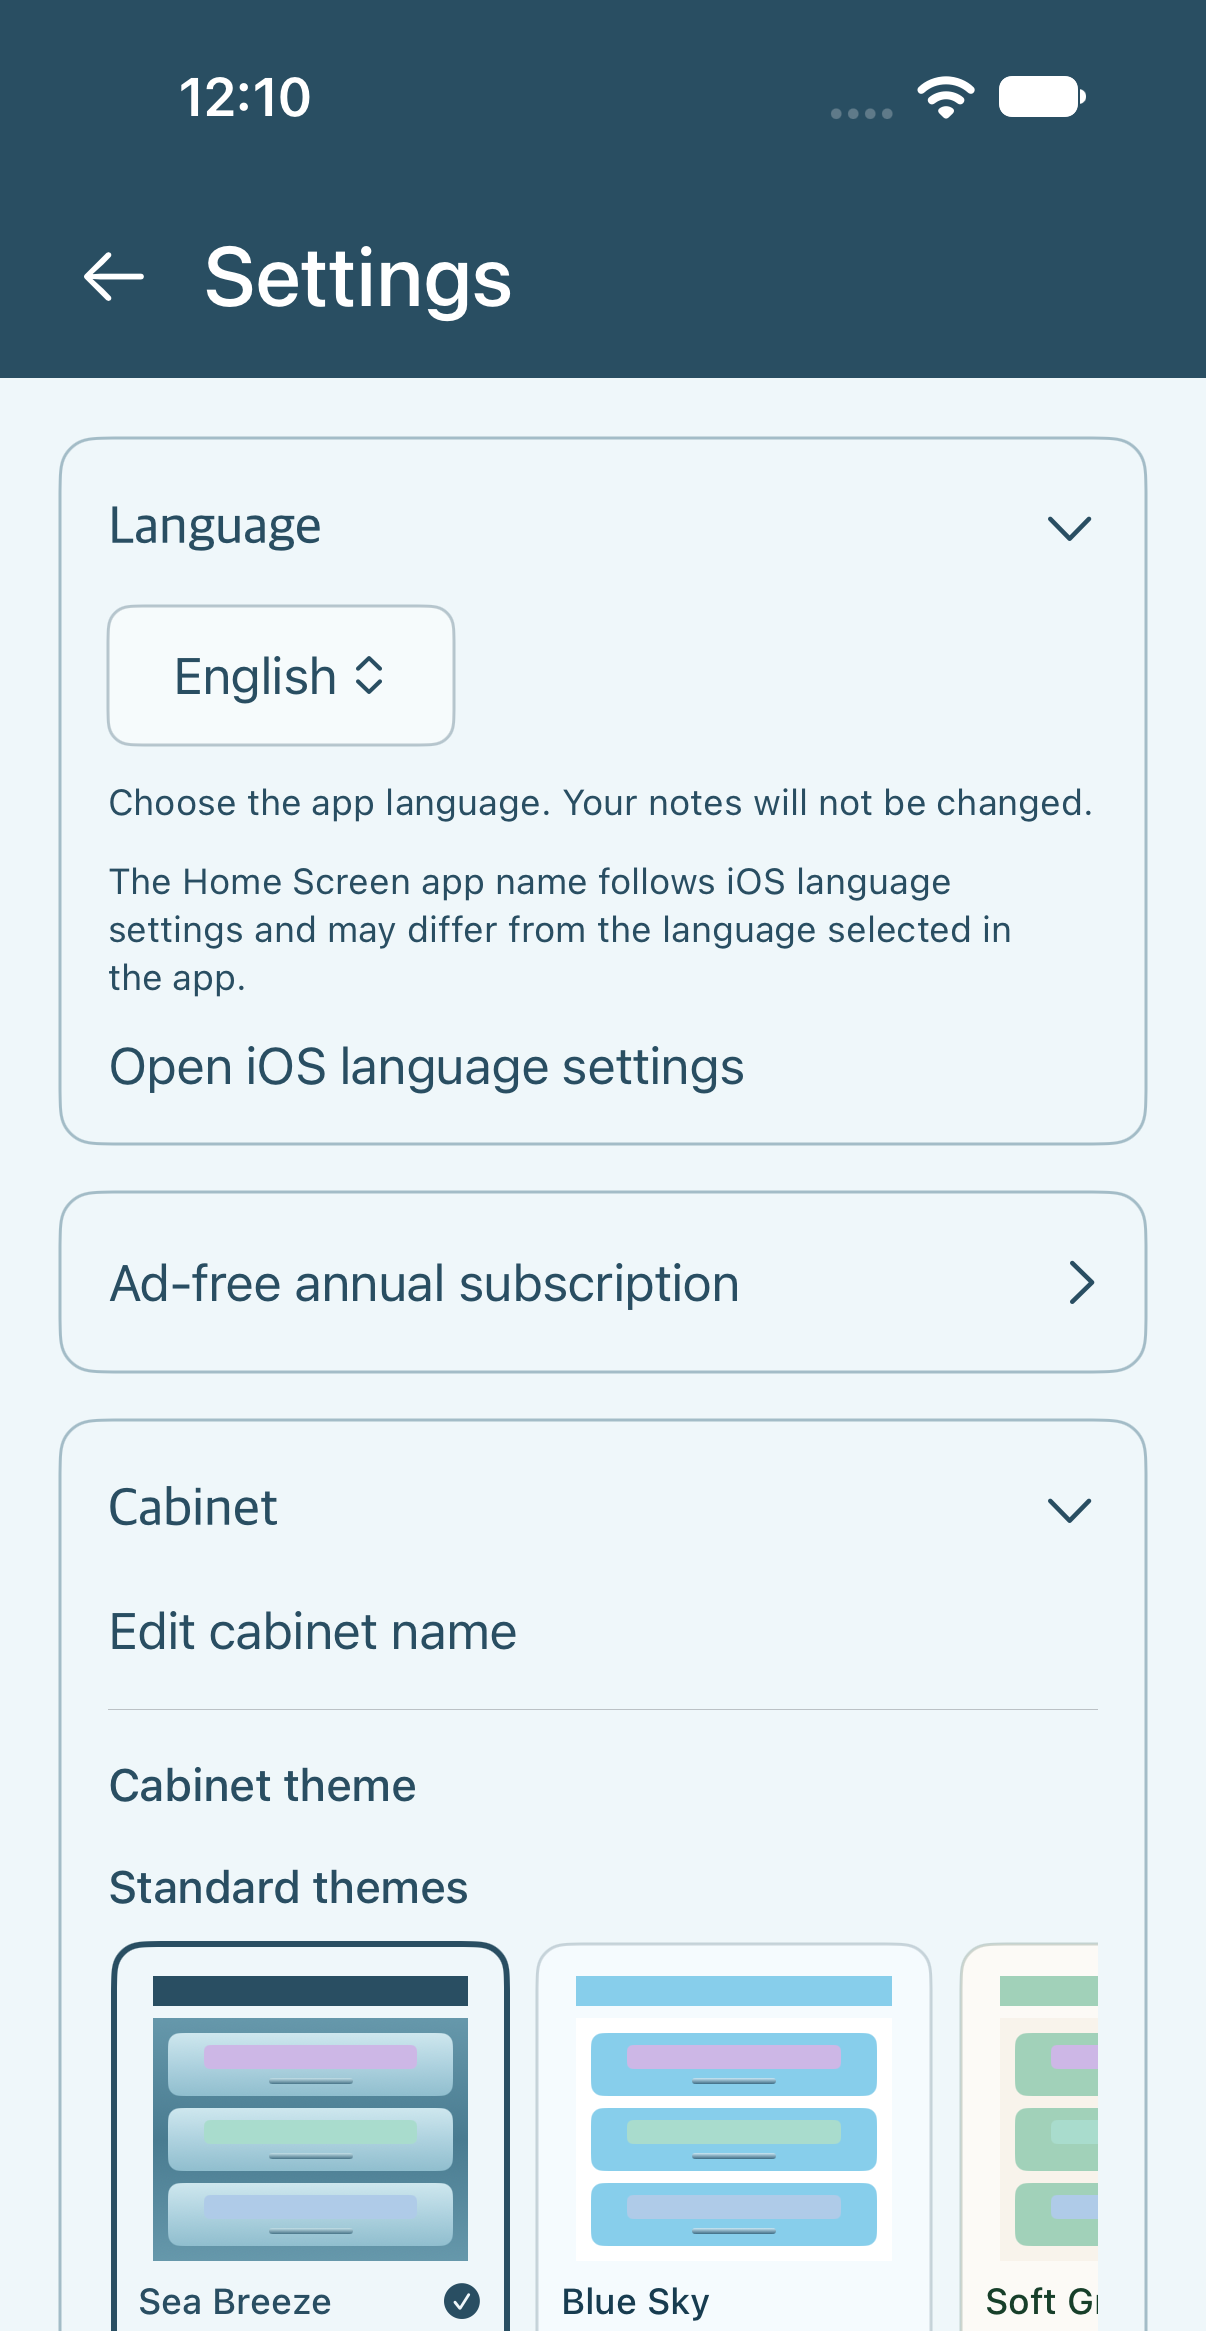 12:10
Settings
Language
English
Choose the app language. Your notes will not be changed.
The Home Screen app name follows iOS language
settings and may differ from the language selected in
the app.
Open iOS language settings
Ad-free annual subscription
Cabinet
Edit cabinet name
Cabinet theme
Standard themes
Sea Breeze
Blue Sky
Soft